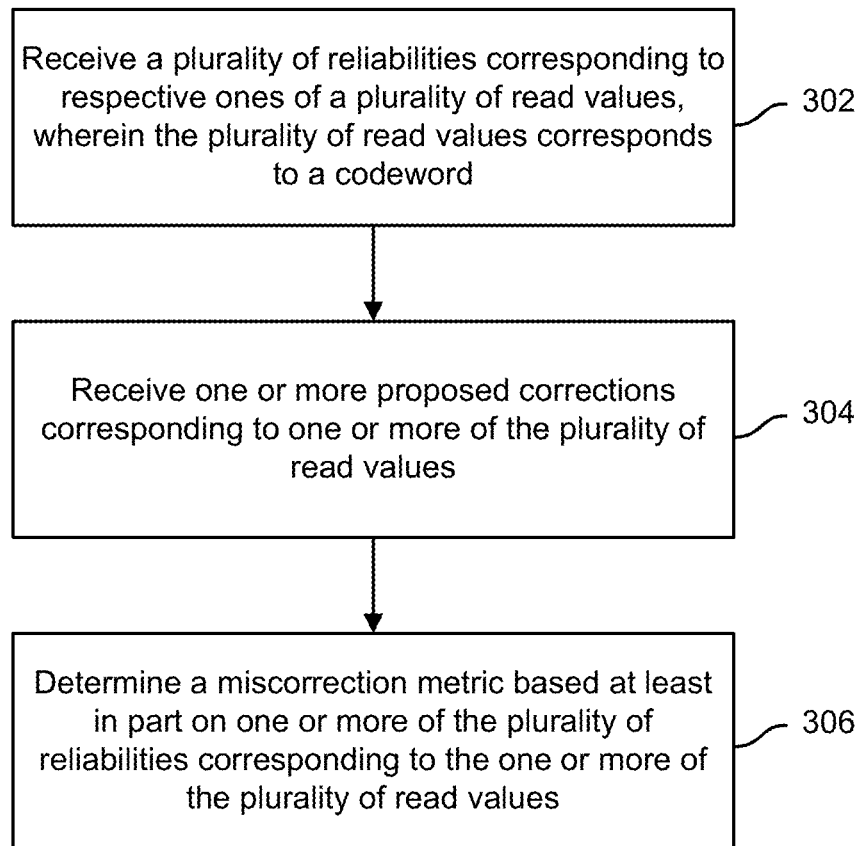 Receive a plurality of reliabilities corresponding to
respective ones of a plurality of read values,
wherein the plurality of read values corresponds
to a codeword
302
Receive one or more proposed corrections
corresponding to one or more of the plurality of
read values
304
Determine a miscorrection metric based at least
in part on one or more of the plurality of
reliabilities corresponding to the one or more of
the plurality of read values
306